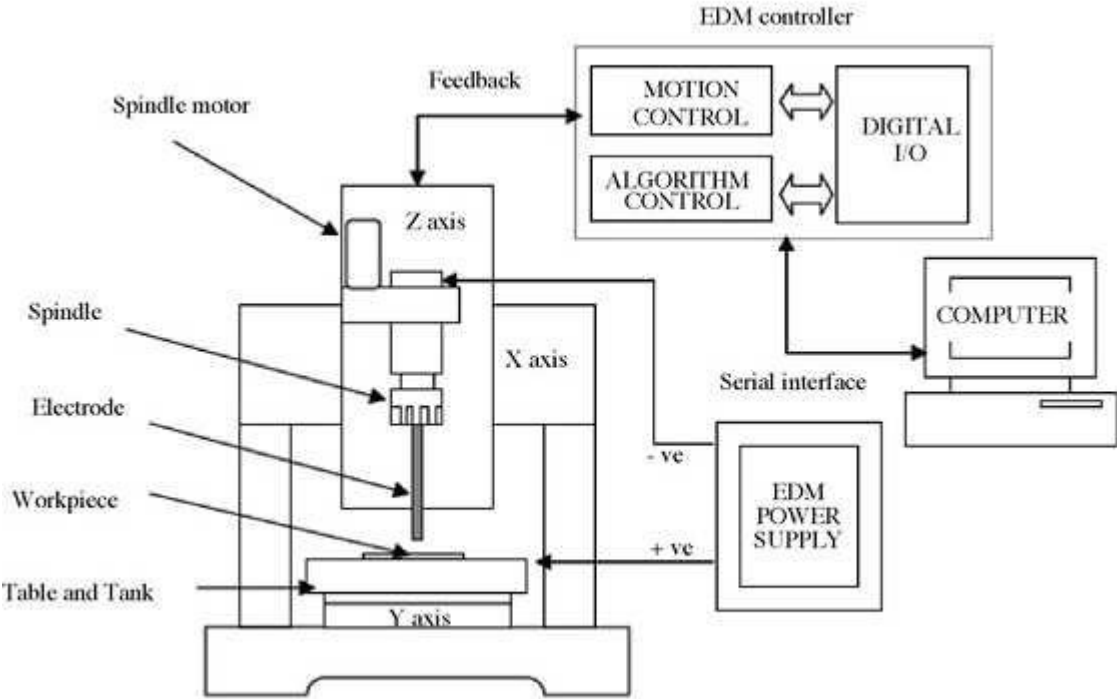 EDM controller
Feedback
MOTION
CONTROL
DIGITAL
I/O
ALGORITHM
CONTROL
Spindle motor
Z axis
Spindle
X axis
COMPUTER
Serial interface
Electrode
- ve
Workpiece
EDM
POWER
SUPPLY
+ ve
Table and Tank
Y axis